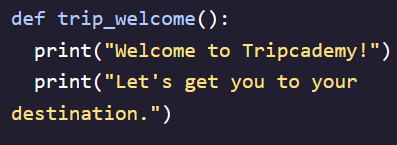 def trip_welcome():
  print("Welcome to Tripcademy!")
  print("Let's get you to your
destination.")